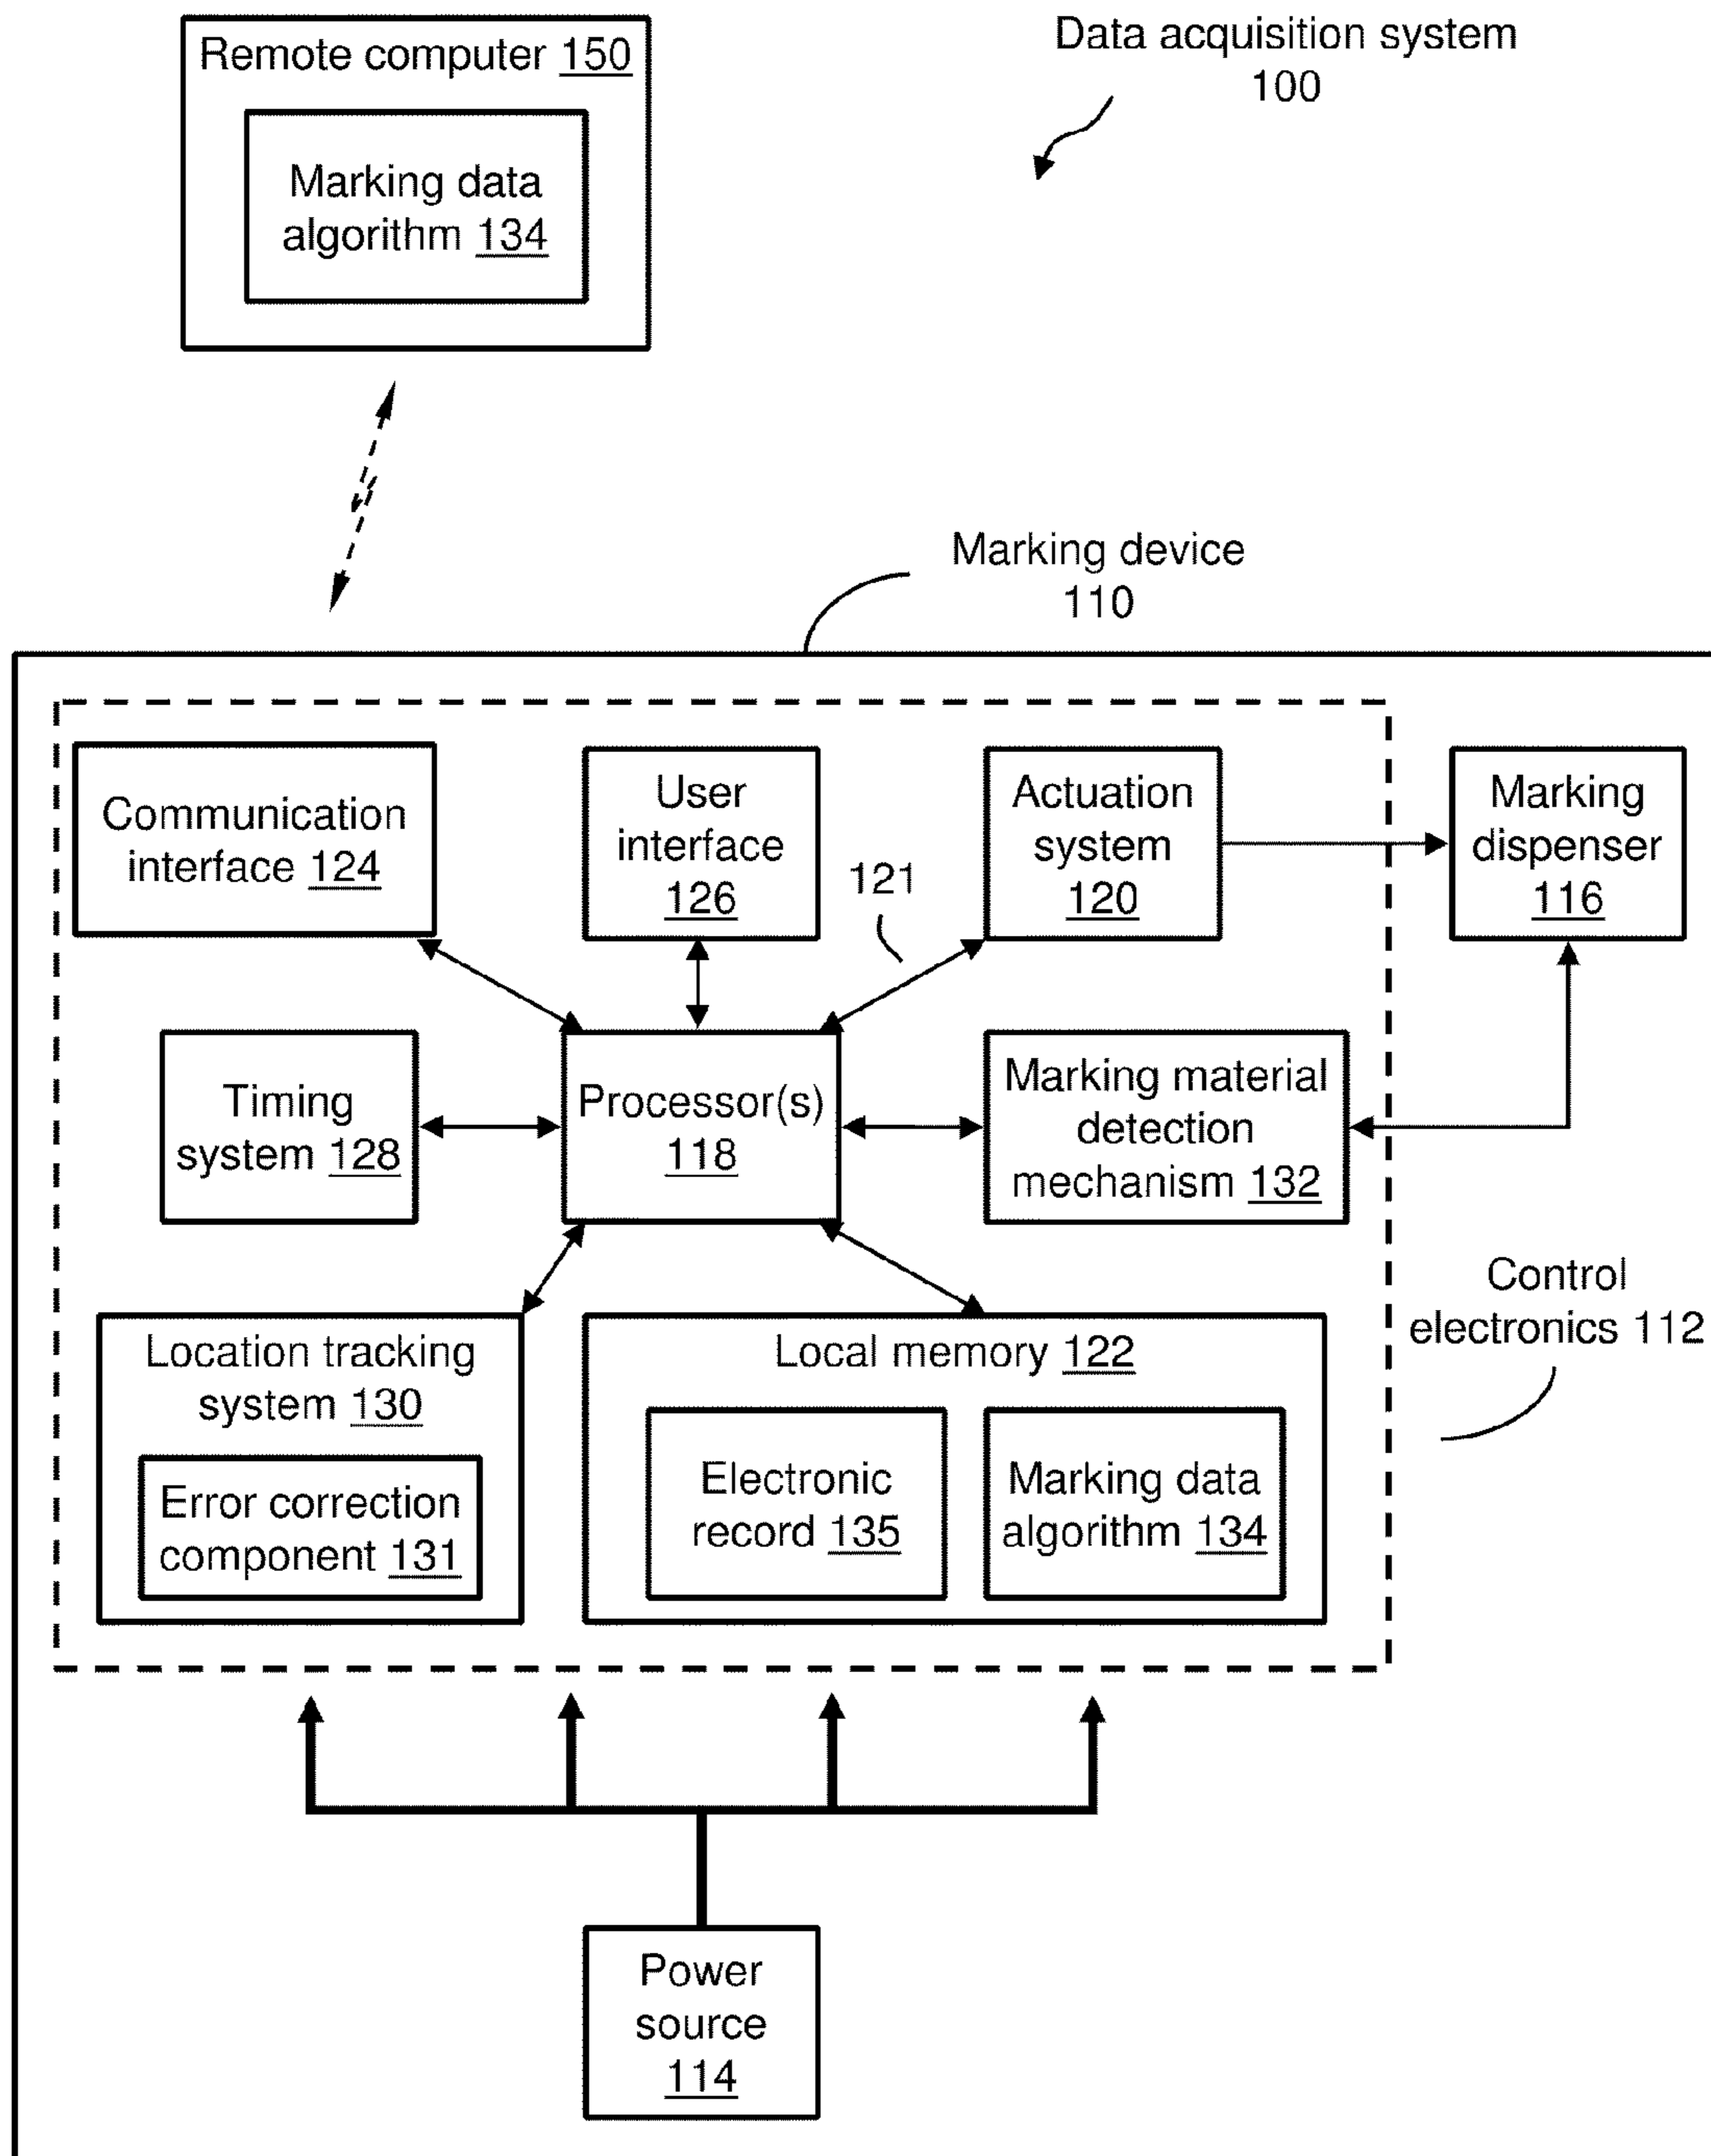 Remote computer 150
Marking data
algorithm 134
Data acquisition system
100
Marking device
110
Communication
interface 124
User
interface
126
Actuation
system
120
Marking
dispenser
116
121
Timing
system 128
Processor(s)
118
Marking material
detection
mechanism 132
Control
electronics 112
Location tracking
system 130
Error correction
component 131
Local memory 122
Electronic
record 135
Marking data
algorithm 134
Power
source
114